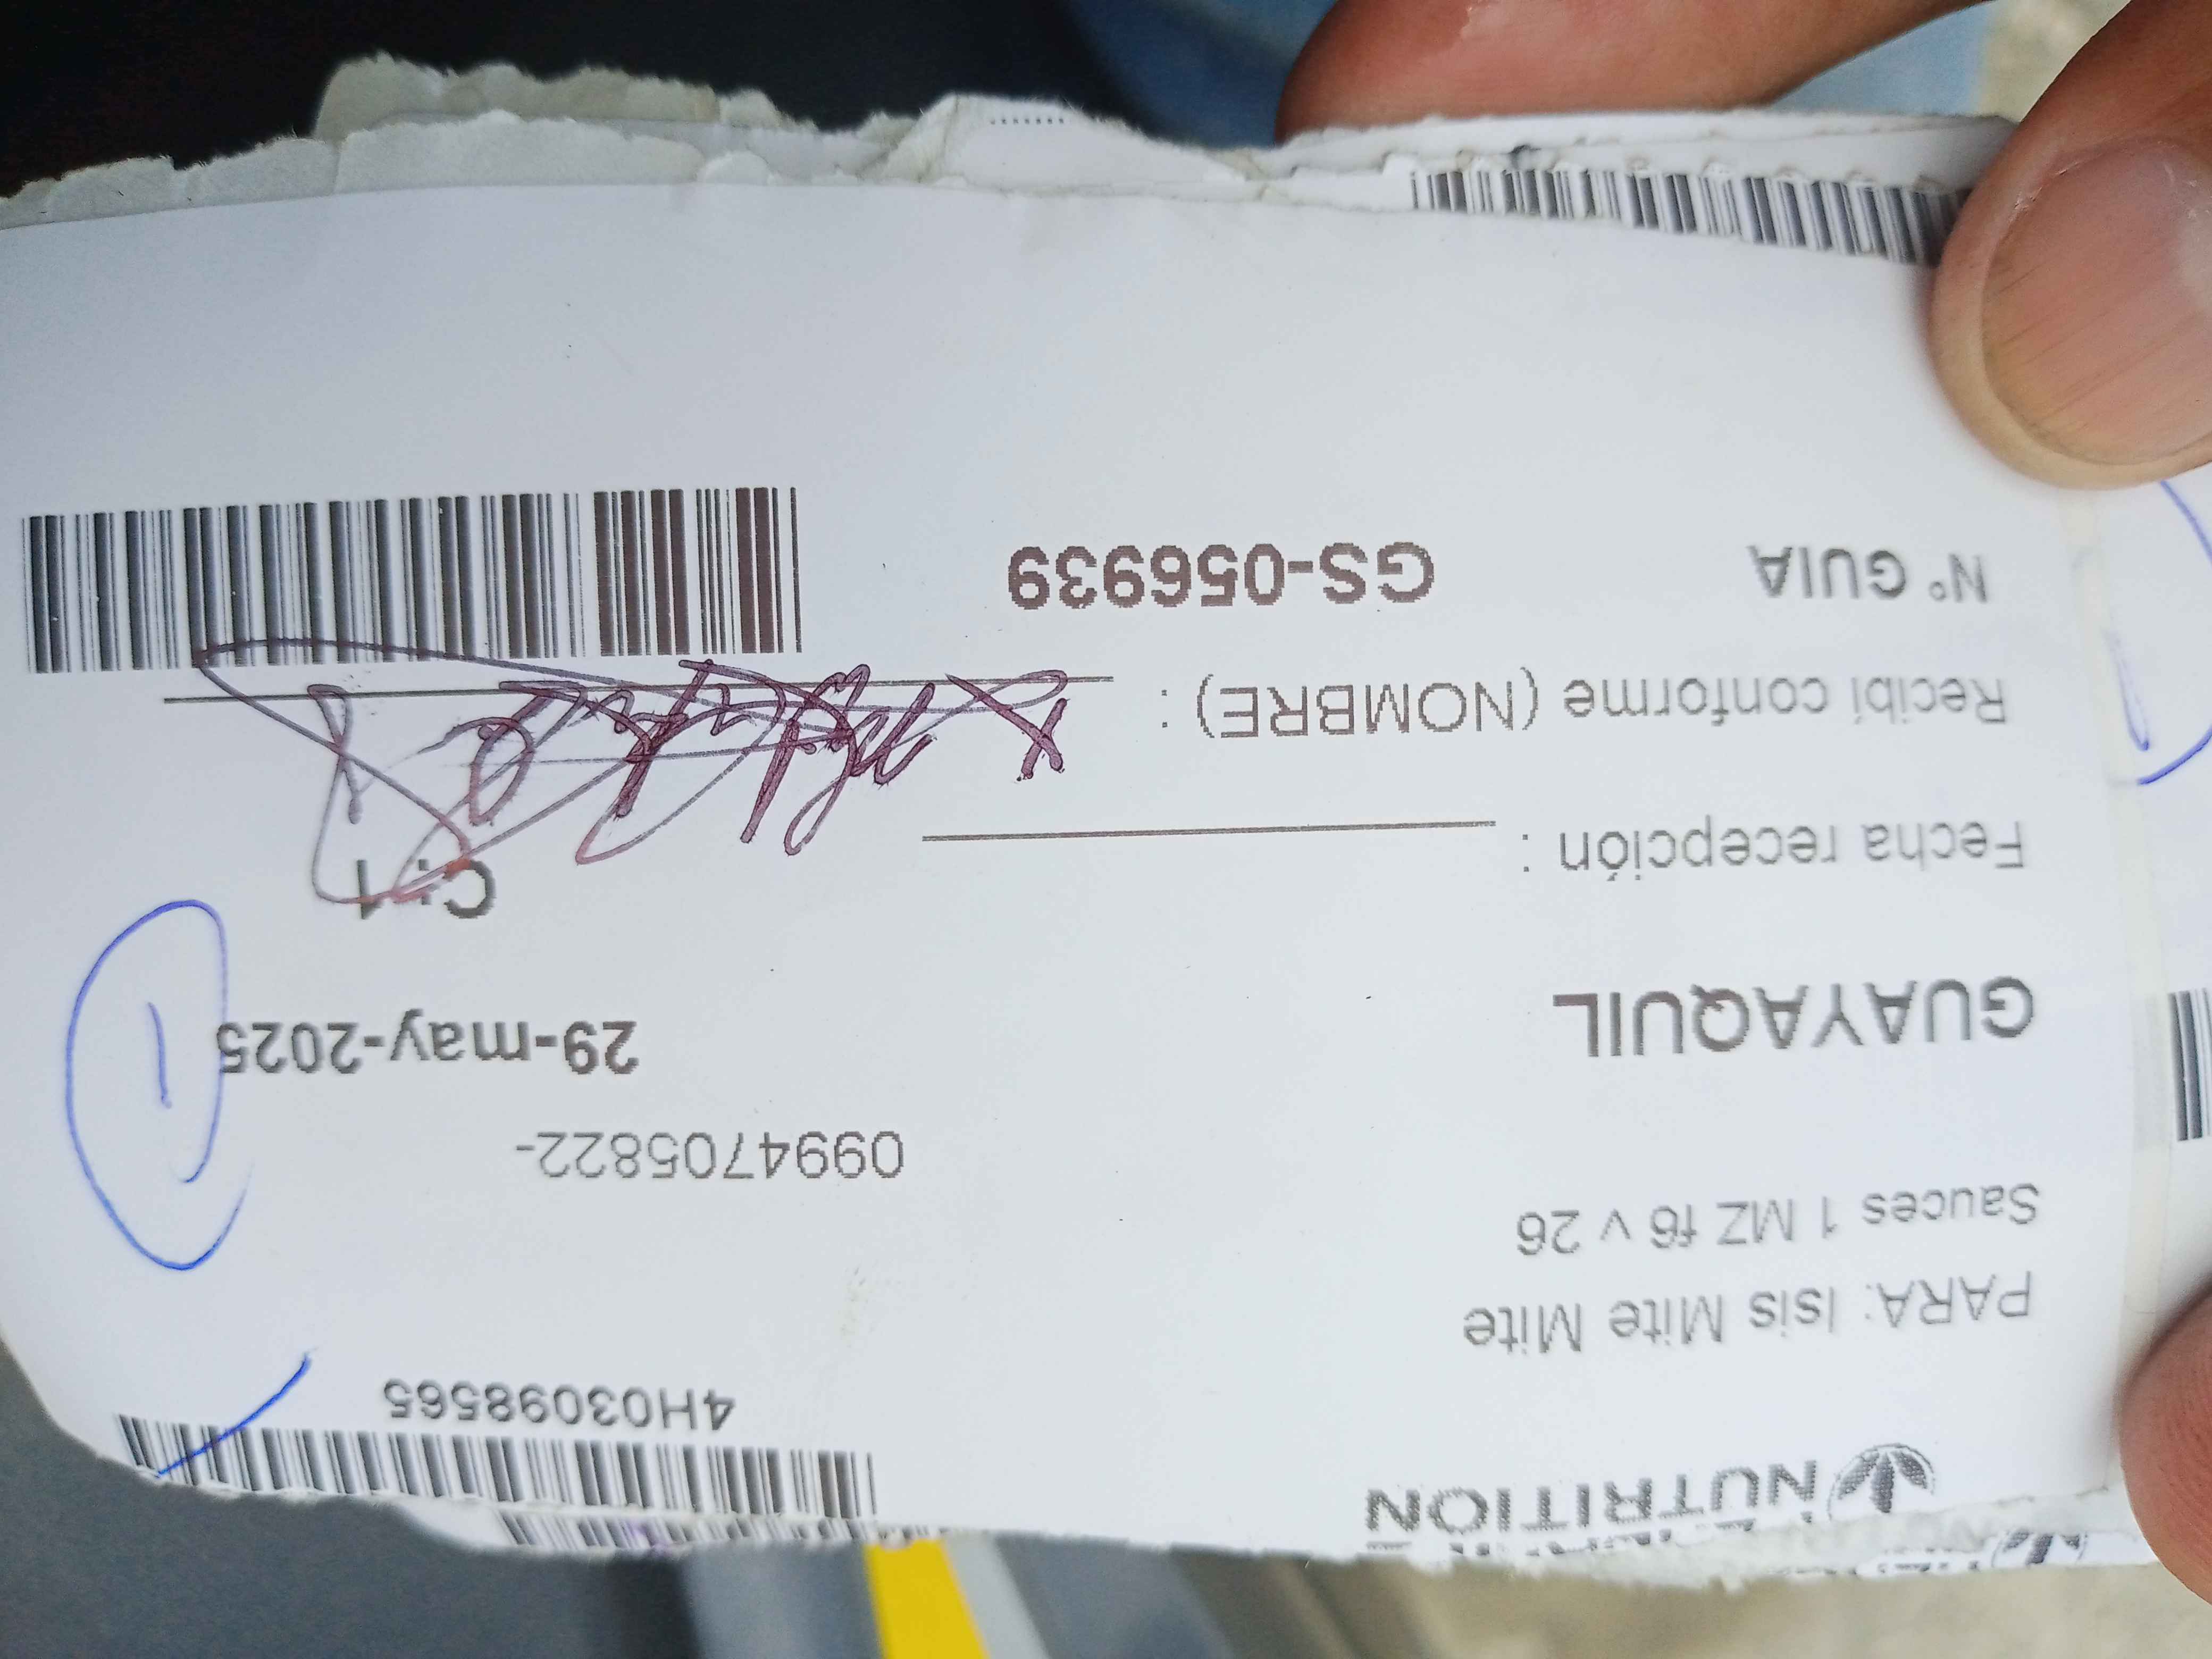 NUTRITION
4H03098565
PARA: Isis Mite Mite
Sauces 1 MZ f6 v 26
0994705822-
GUAYAQUIL
29-may-2025
1
C:1
Fecha recepción :
Recibí conforme (NOMBRE) :
X
N° GUIA GS-056939